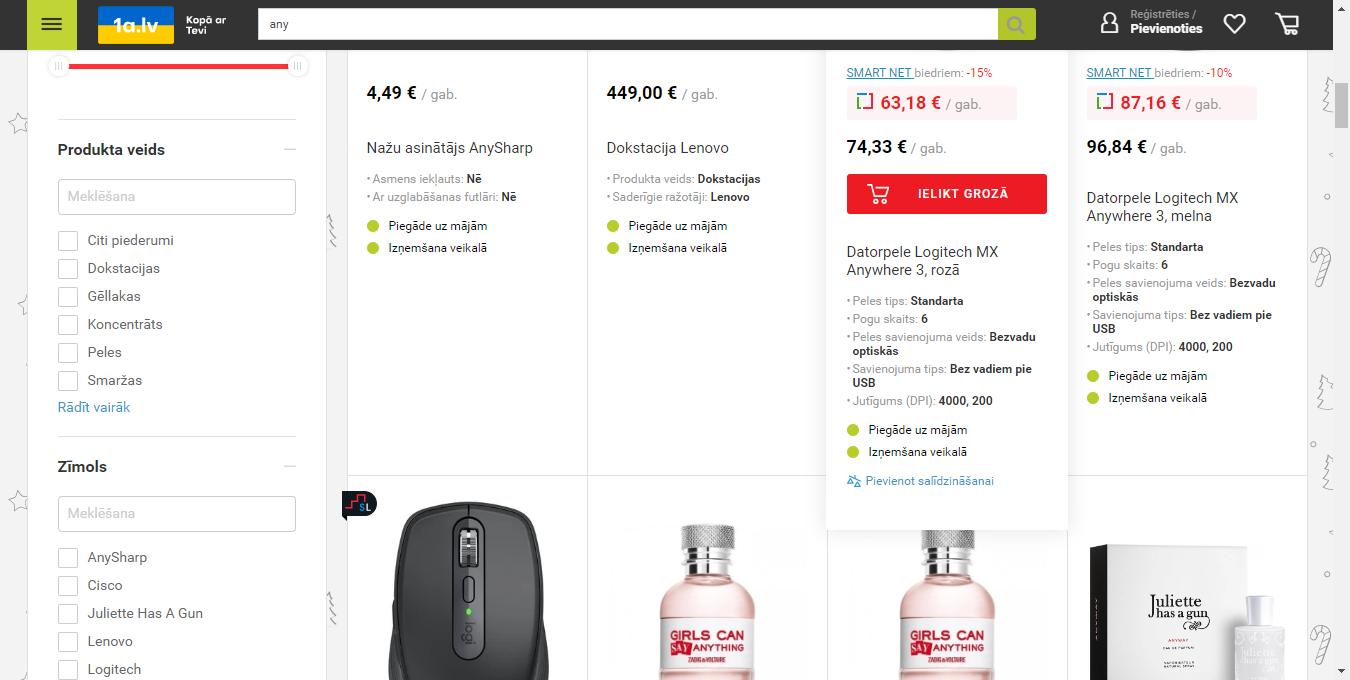 1a.lv
Kopā ar
Tevi
any
Reģistrēties /
Pievienoties
Produkta veids
Meklēšana
Citi piederumi
Dokstacijas
Gēllakas
Koncentrāts
Peles
Smaržas
Rādīt vairāk
Zīmols
Meklēšana
AnySharp
Cisco
Juliette Has A Gun
Lenovo
Logitech
4,49 € / gab.
Nažu asinātājs AnySharp
• Asmens iekļauts: Nē
• Ar uzglabāšanas futlāri: Nē
Piegāde uz mājām
Izņemšana veikalā
449,00 € / gab.
Dokstacija Lenovo
• Produkta veids: Dokstacijas
• Saderīgie ražotāji: Lenovo
Piegāde uz mājām
Izņemšana veikalā
SMART NET biedriem: -15%
63,18 € / gab.
74,33 € / gab.
IELIKT GROZĀ
Datorpele Logitech MX
Anywhere 3, rozā
• Peles tips: Standarta
• Pogu skaits: 6
• Peles savienojuma veids: Bezvadu
optiskās
• Savienojuma tips: Bez vadiem pie
USB
• Jutīgums (DPI): 4000, 200
Piegāde uz mājām
Izņemšana veikalā
Pievienot salīdzināšanai
SMART NET biedriem: -10%
87,16 € / gab.
96,84 € / gab.
Datorpele Logitech MX
Anywhere 3, melna
• Peles tips: Standarta
• Pogu skaits: 6
• Peles savienojuma veids: Bezvadu
optiskās
• Savienojuma tips: Bez vadiem pie
USB
• Jutīgums (DPI): 4000, 200
Piegāde uz mājām
Izņemšana veikalā
SL
logi
GIRLS CAN
SAY ANYTHING
ZADIG & VOLTAIRE
GIRLS CAN
SAY ANYTHING
ZADIG & VOLTAIRE
Juliette
has a gun
ANYWAY
EAU DE PARFUM
Juliette
has a gun